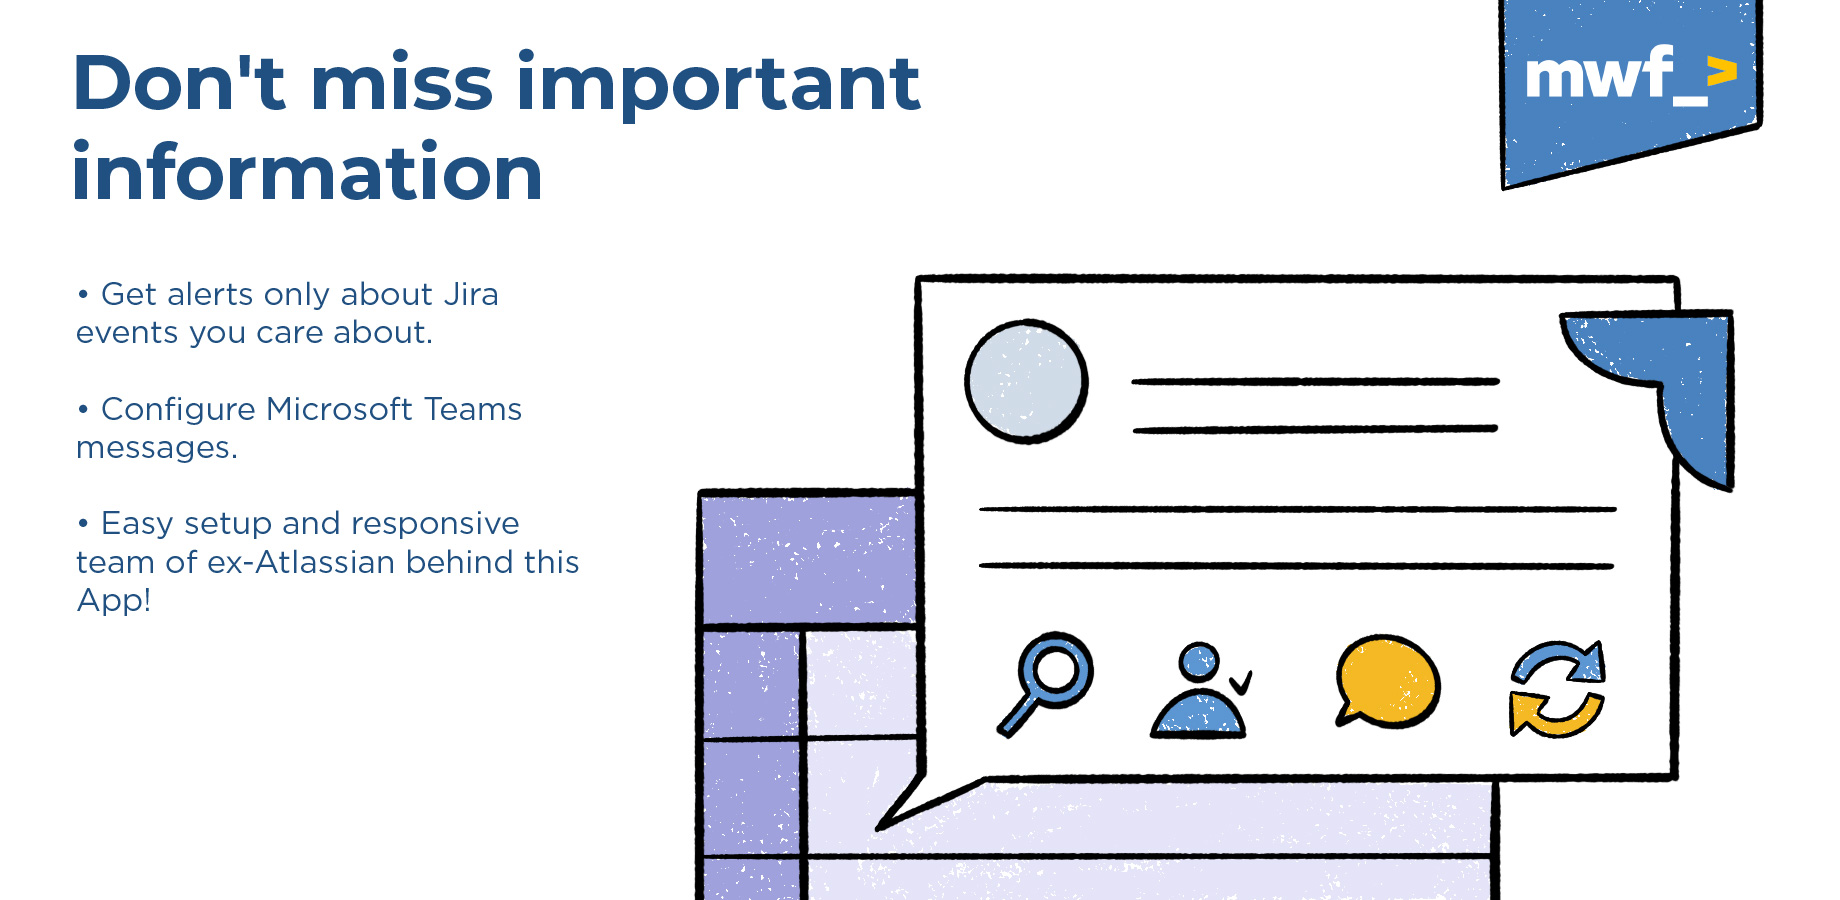 Don't miss important
information
mwf_>
• Get alerts only about Jira
events you care about.
• Configure Microsoft Teams
messages.
• Easy setup and responsive
team of ex-Atlassian behind this
App!